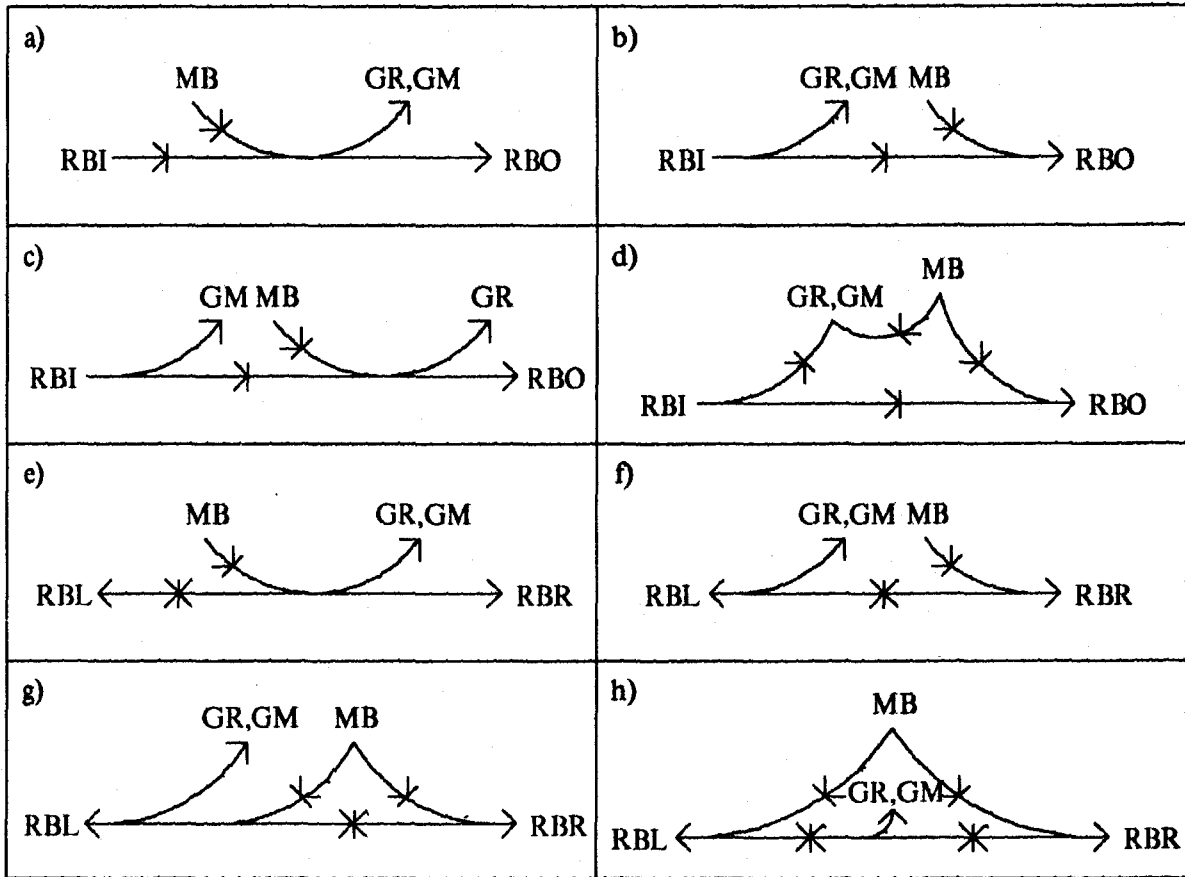 a)
MB GR,GM
RBI RBO
b)
GR,GM MB
RBI RBO
c)
GM MB GR
RBI RBO
d)
MB
GR,GM
RBI RBO
e)
MB GR,GM
RBL RBR
f)
GR,GM MB
RBL RBR
g)
GR,GM MB
RBL RBR
h)
MB
GR,GM
RBL RBR